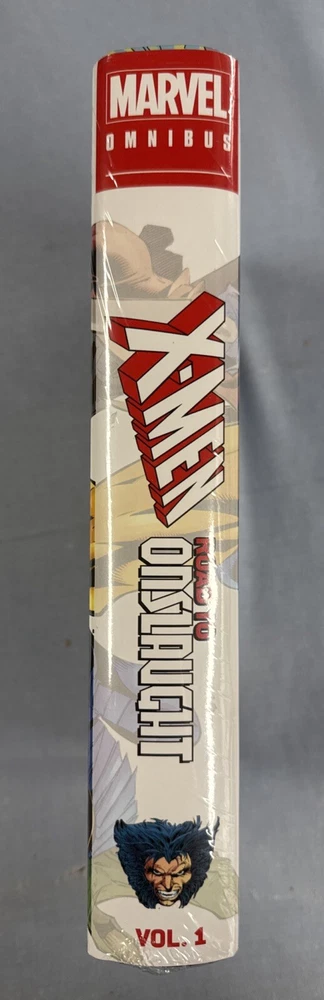 MARVEL
OMNIBUS
X-MEN
ROAD TO
ONSLAUGHT
VOL. 1